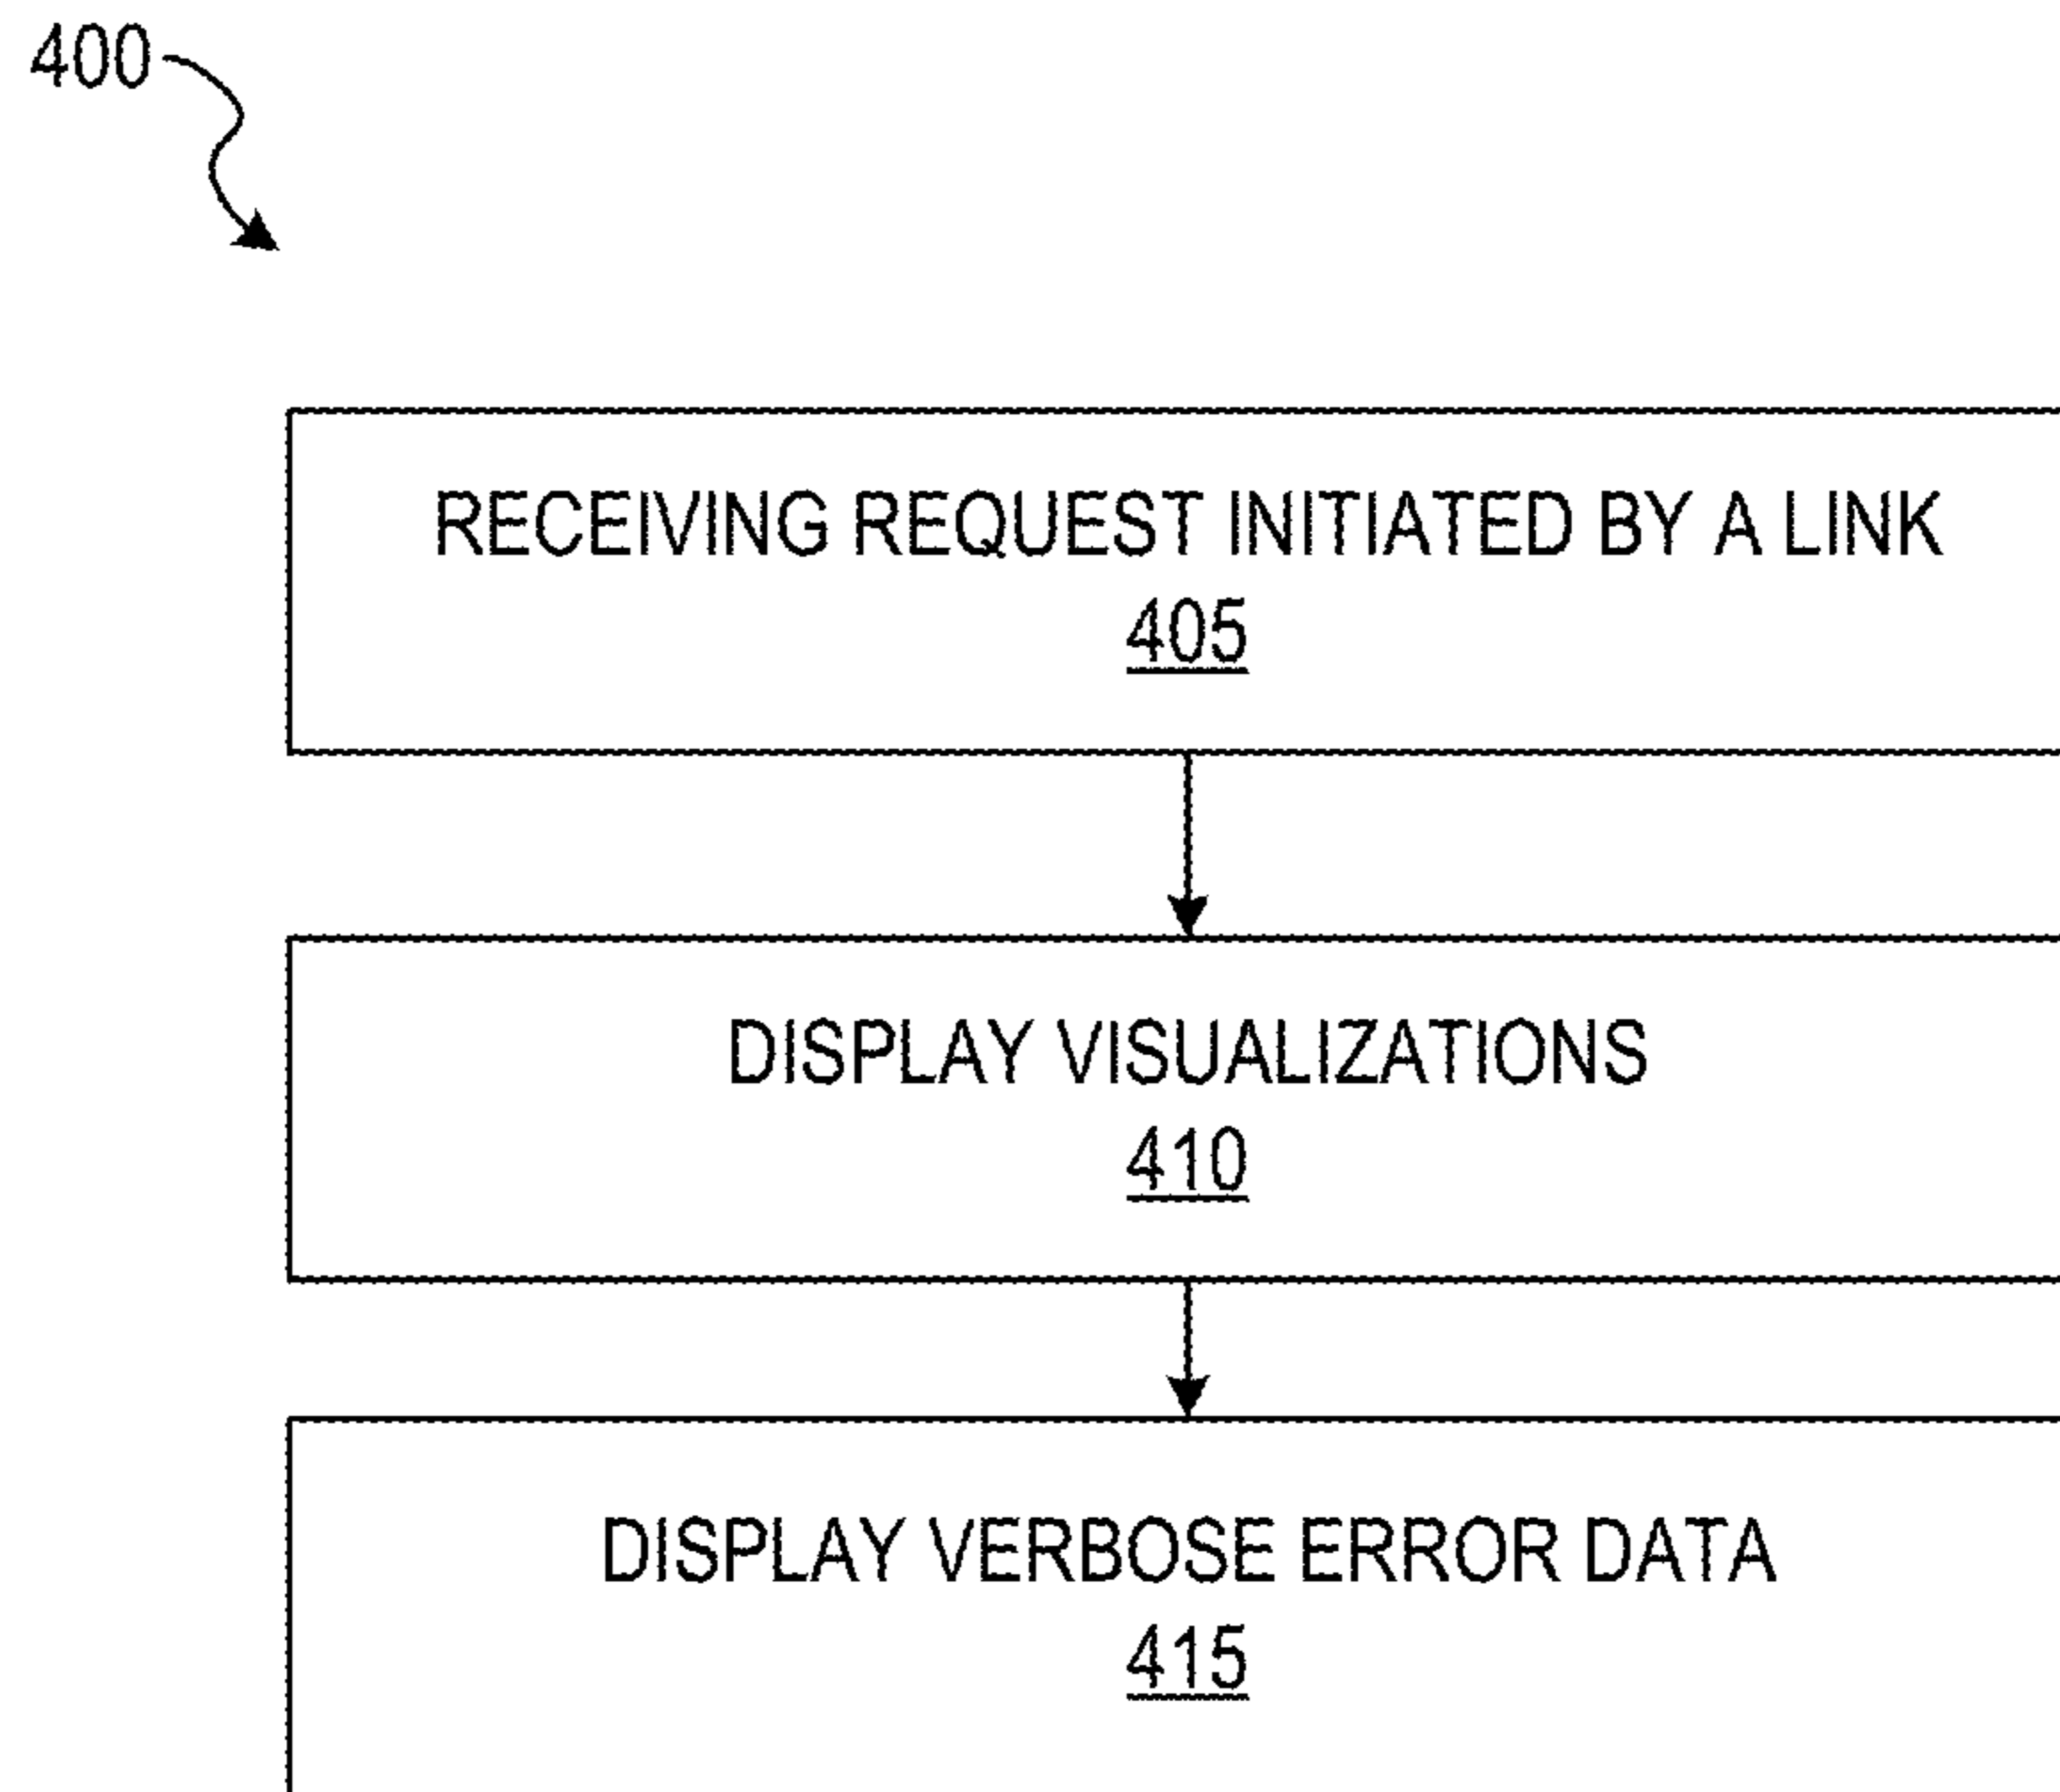 400
RECEIVING REQUEST INITIATED BY A LINK
405
DISPLAY VISUALIZATIONS
410
DISPLAY VERBOSE ERROR DATA
415